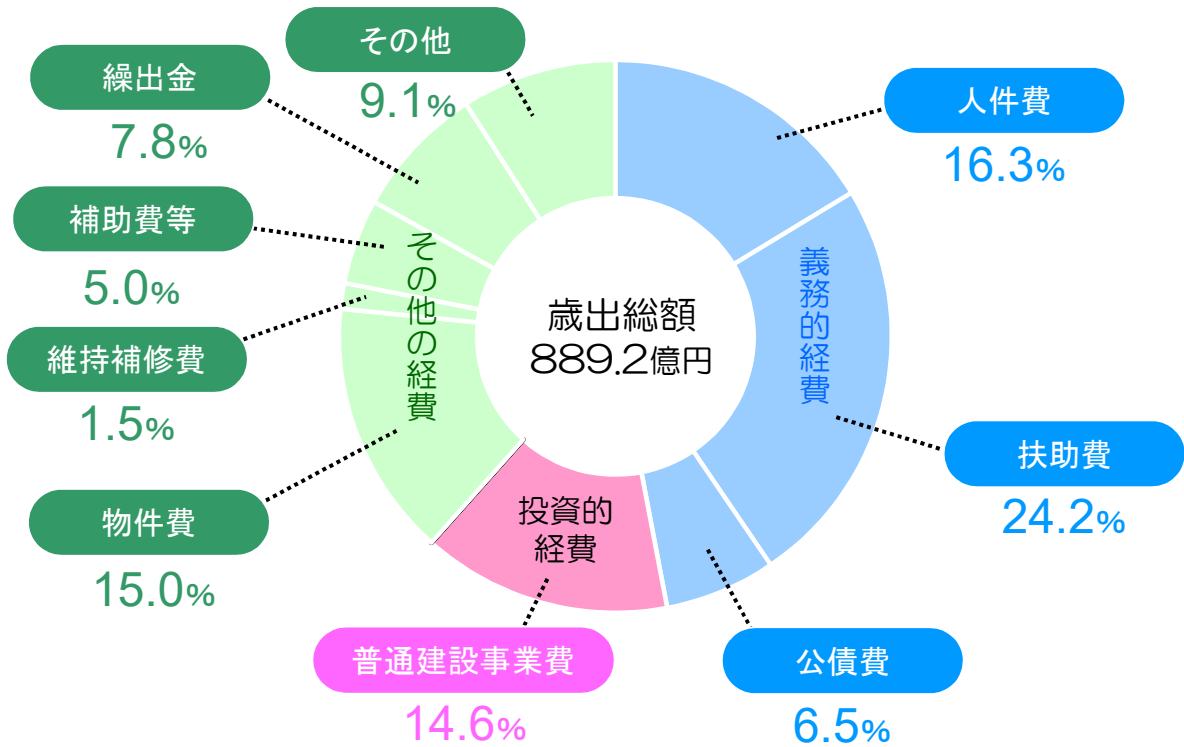 その他
9.1%
繰出金
7.8%
補助費等
5.0%
維持補修費
1.5%
物件費
15.0%
その他の経費
人件費
16.3%
義務的経費
扶助費
24.2%
歳出総額
889.2億円
投資的
経費
普通建設事業費
14.6%
公債費
6.5%